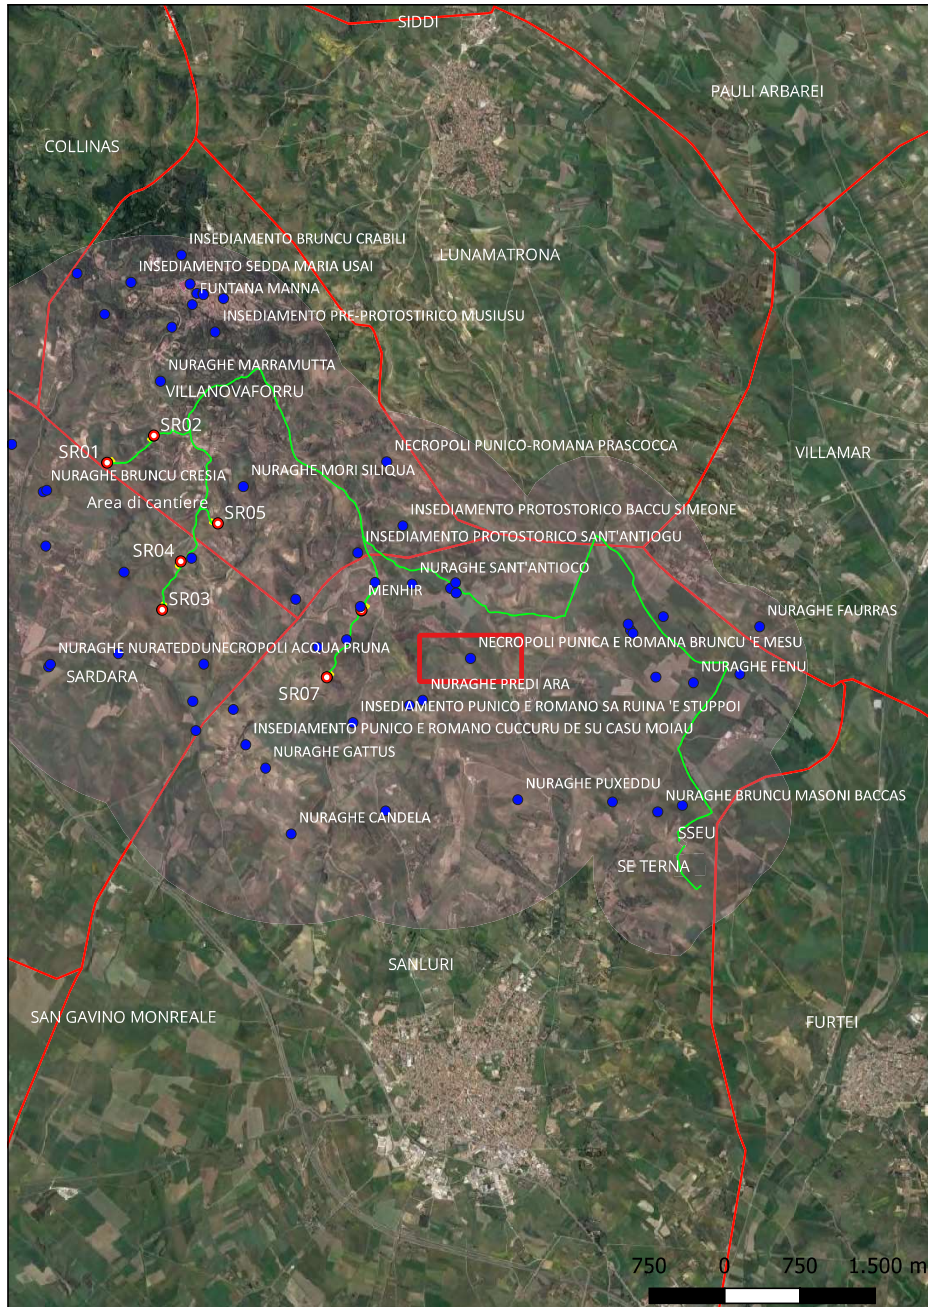 SIDDI
PAULI ARBAREI
COLLINAS
INSEDIAMENTO BRUNCU CRABILI
LUNAMATRONA
INSEDIAMENTO SEDDA MARIA USAI
FUNTANA MANNA
INSEDIAMENTO PRE-PROTOSTIRICO MUSIUSU
NURAGHE MARRAMUTTA
VILLANOVAFORRU
SR02
NECROPOLI PUNICO-ROMANA PRASCOCCA
SR01
VILLAMAR
NURAGHE BRUNCU CRESIA
NURAGHE MORI SILIQUA
Area di cantiere
INSEDIAMENTO PROTOSTORICO BACCU SIMEONE
SR05
INSEDIAMENTO PROTOSTORICO SANT'ANTIOGU
SR04
NURAGHE SANT'ANTIOCO
MENHIR
SR03
NURAGHE FAURRAS
NECROPOLI PUNICA E ROMANA BRUNCU 'E MESU
NURAGHE NURATEDDUNECROPOLI ACQUA PRUNA
NURAGHE FENU
SARDARA
NURAGHE PREDI ARA
SR07
INSEDIAMENTO PUNICO E ROMANO SA RUINA 'E STUPPOI
INSEDIAMENTO PUNICO E ROMANO CUCCURU DE SU CASU MOIAU
NURAGHE GATTUS
NURAGHE PUXEDDU
NURAGHE BRUNCU MASONI BACCAS
NURAGHE CANDELA
SSEU
SE TERNA
SANLURI
SAN GAVINO MONREALE
FURTEI
750 0 750 1.500 m